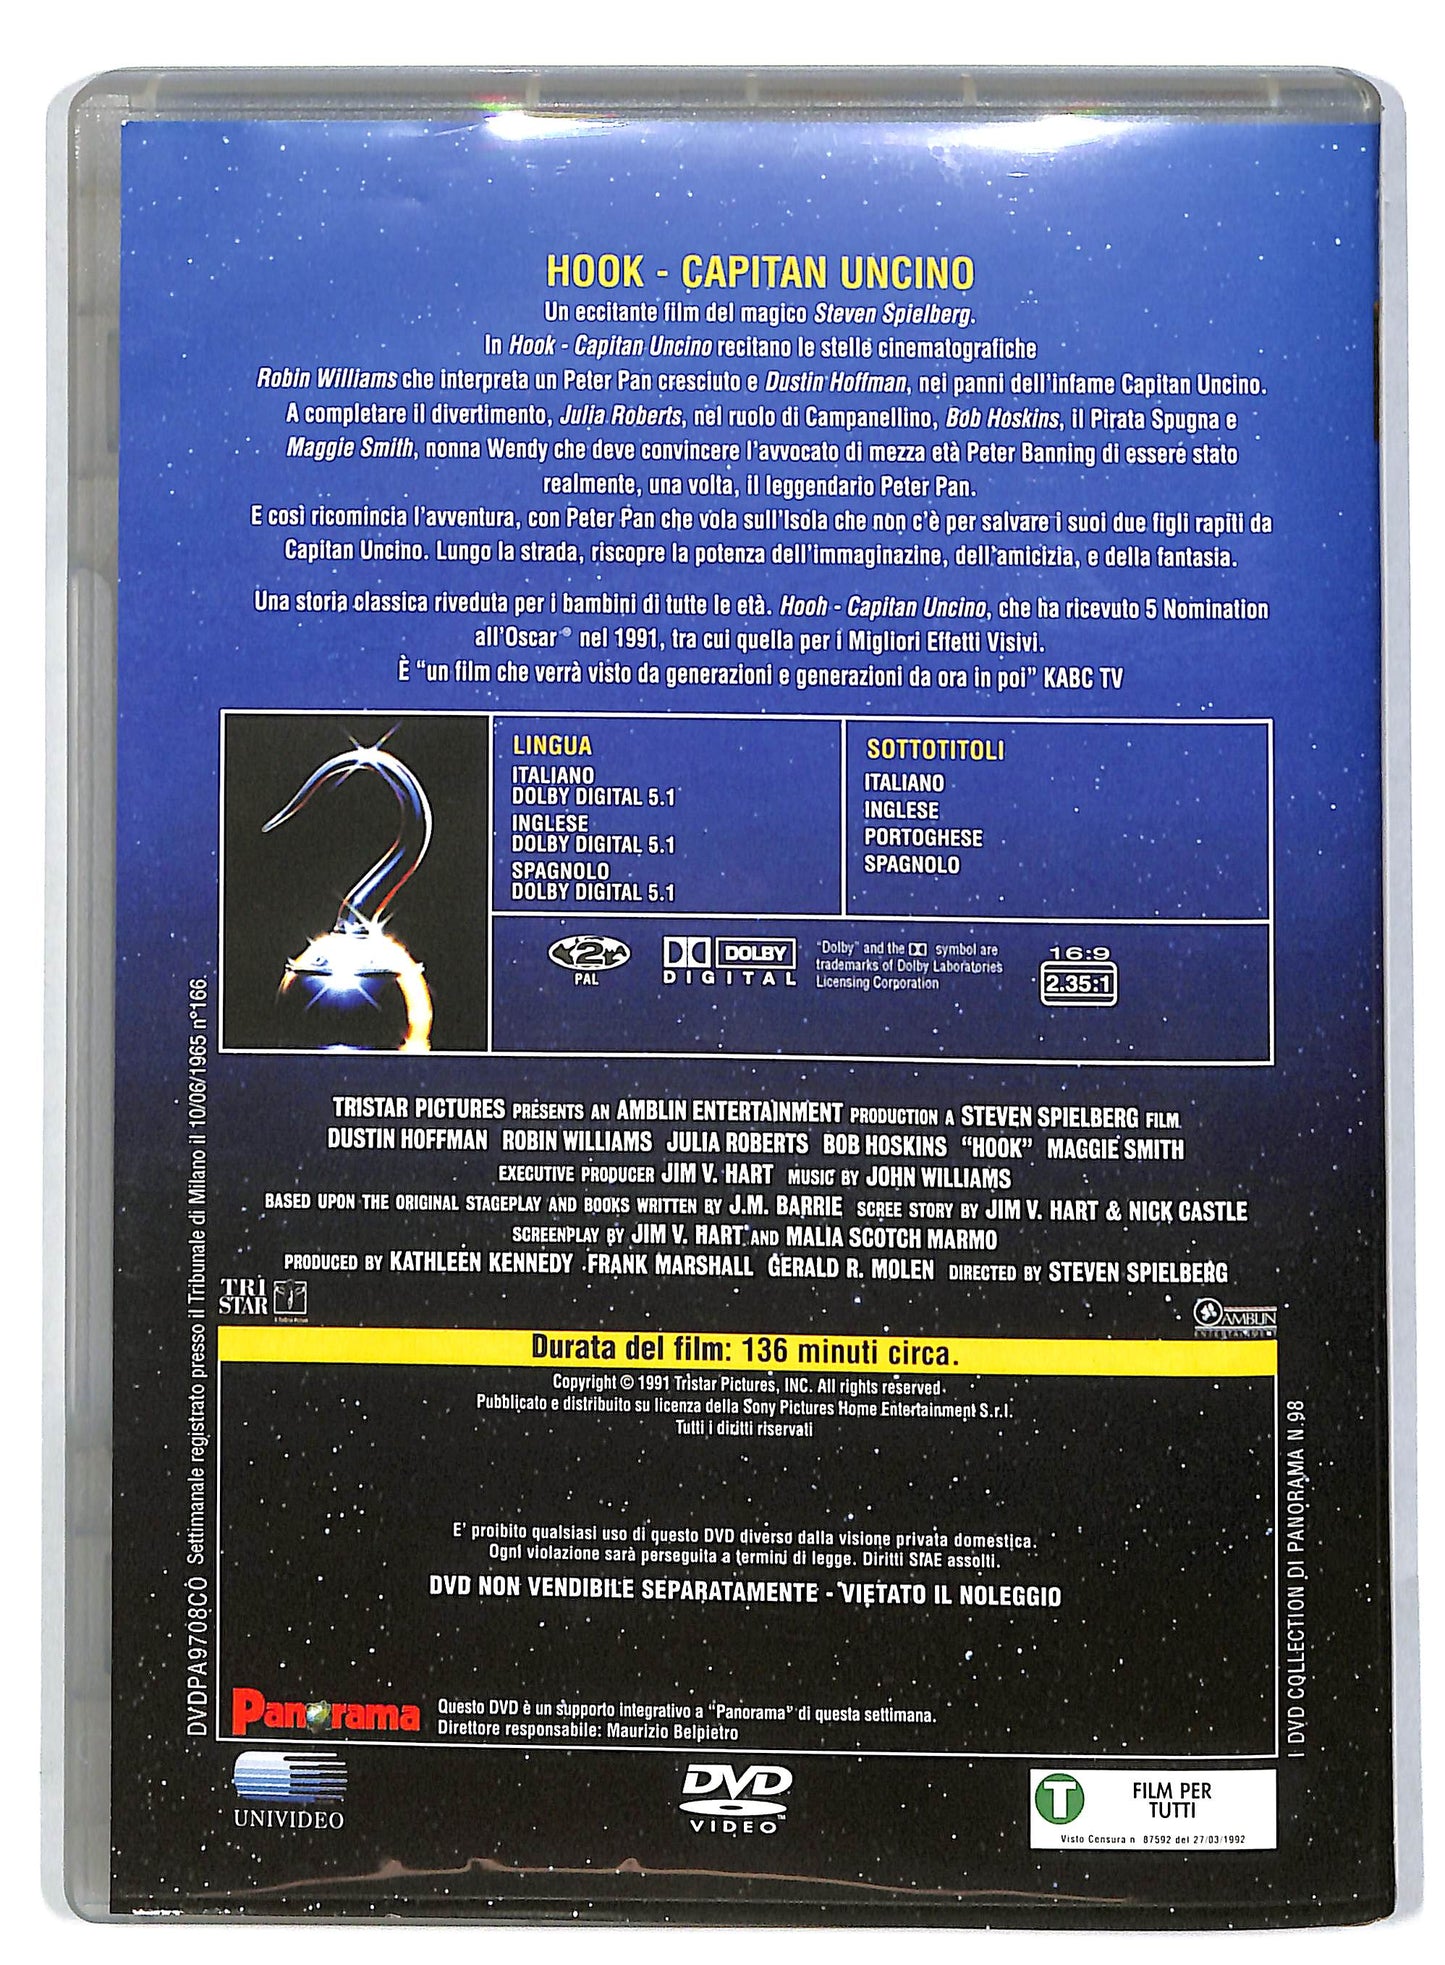 HOOK - CAPITAN UNCINO
Un eccitante film del magico Steven Spielberg.
In Hook - Capitan Uncino recitano le stelle cinematografiche
Robin Williams che interpreta un Peter Pan cresciuto e Dustin Hoffman, nei panni dell'infame Capitan Uncino.
A completare il divertimento, Julia Roberts, nel ruolo di Campanellino, Bob Hoskins, il Pirata Spugna e
Maggie Smith, nonna Wendy che deve convincere l'avvocato di mezza età Peter Banning di essere stato
realmente, una volta, il leggendario Peter Pan.
E così ricomincia l'avventura, con Peter Pan che vola sull'Isola che non c'è per salvare i suoi due figli rapiti da
Capitan Uncino. Lungo la strada, riscopre la potenza dell'immaginazine, dell'amicizia, e della fantasia.
Una storia classica riveduta per i bambini di tutte le età. Hooh - Capitan Uncino, che ha ricevuto 5 Nomination
all'Oscar® nel 1991, tra cui quella per i Migliori Effetti Visivi.
È "un film che verrà visto da generazioni e generazioni da ora in poi" KABC TV
LINGUA
ITALIANO
DOLBY DIGITAL 5.1
INGLESE
DOLBY DIGITAL 5.1
SPAGNOLO
DOLBY DIGITAL 5.1
SOTTOTITOLI
ITALIANO
INGLESE
PORTOGHESE
SPAGNOLO
2
PAL
DOLBY
DIGITAL
"Dolby" and the DD symbol are
trademarks of Dolby Laboratories
Licensing Corporation
16:9
2.35:1
TRISTAR PICTURES PRESENTS AN AMBLIN ENTERTAINMENT PRODUCTION A STEVEN SPIELBERG FILM
DUSTIN HOFFMAN ROBIN WILLIAMS JULIA ROBERTS BOB HOSKINS "HOOK" MAGGIE SMITH
EXECUTIVE PRODUCER JIM V. HART MUSIC BY JOHN WILLIAMS
BASED UPON THE ORIGINAL STAGEPLAY AND BOOKS WRITTEN BY J.M. BARRIE SCREE STORY BY JIM V. HART & NICK CASTLE
SCREENPLAY BY JIM V. HART AND MALIA SCOTCH MARMO
PRODUCED BY KATHLEEN KENNEDY FRANK MARSHALL GERALD R. MOLEN DIRECTED BY STEVEN SPIELBERG
TRI
STAR
AMBLIN
ENTERTAINMENT
Durata del film: 136 minuti circa.
Copyright © 1991 Tristar Pictures, INC. All rights reserved.
Pubblicato e distribuito su licenza della Sony Pictures Home Entertainment S.r.l.
Tutti i diritti riservati
E' proibito qualsiasi uso di questo DVD diverso dalla visione privata domestica.
Ogni violazione sarà perseguita a termini di legge. Diritti SIAE assolti.
DVD NON VENDIBILE SEPARATAMENTE - VIETATO IL NOLEGGIO
Panorama
Questo DVD è un supporto integrativo a "Panorama" di questa settimana.
Direttore responsabile: Maurizio Belpietro
UNIVIDEO
DVD
VIDEO
T
FILM PER
TUTTI
Visto Censura n 87592 del 27/03/1992
DVDPA9708C0 Settimanale registrato presso il Tribunale di Milano il 10/06/1965 n°166.
I DVD COLLECTION DI PANORAMA N.98